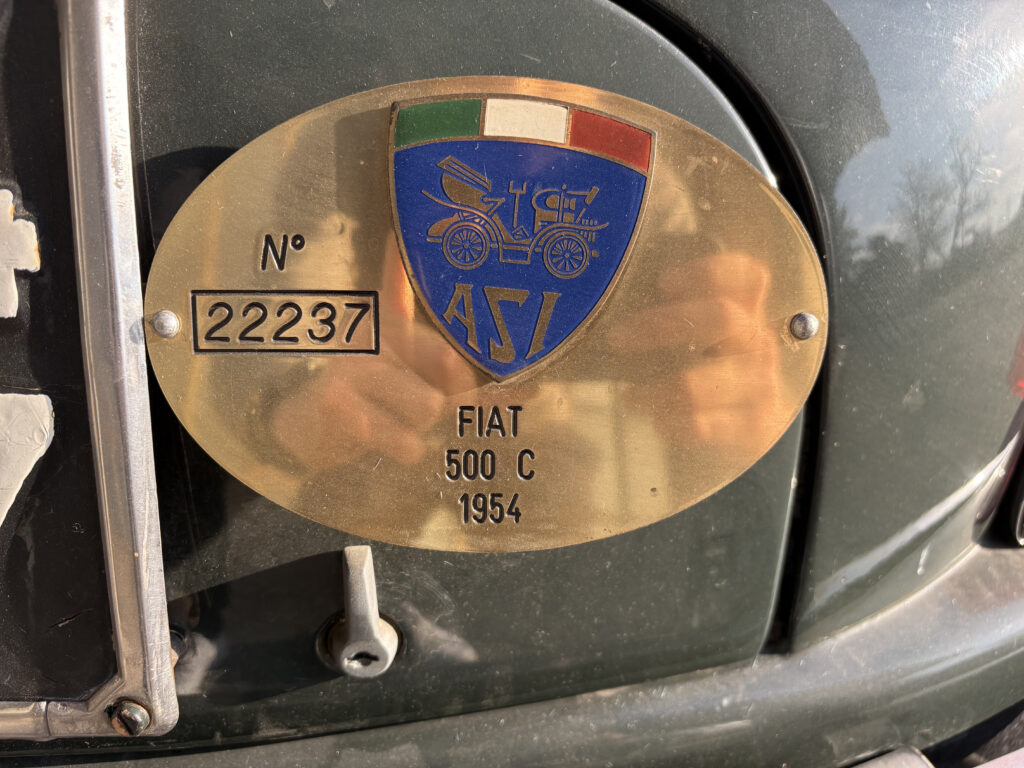 N°
22237
ASI
FIAT
500 C
1954